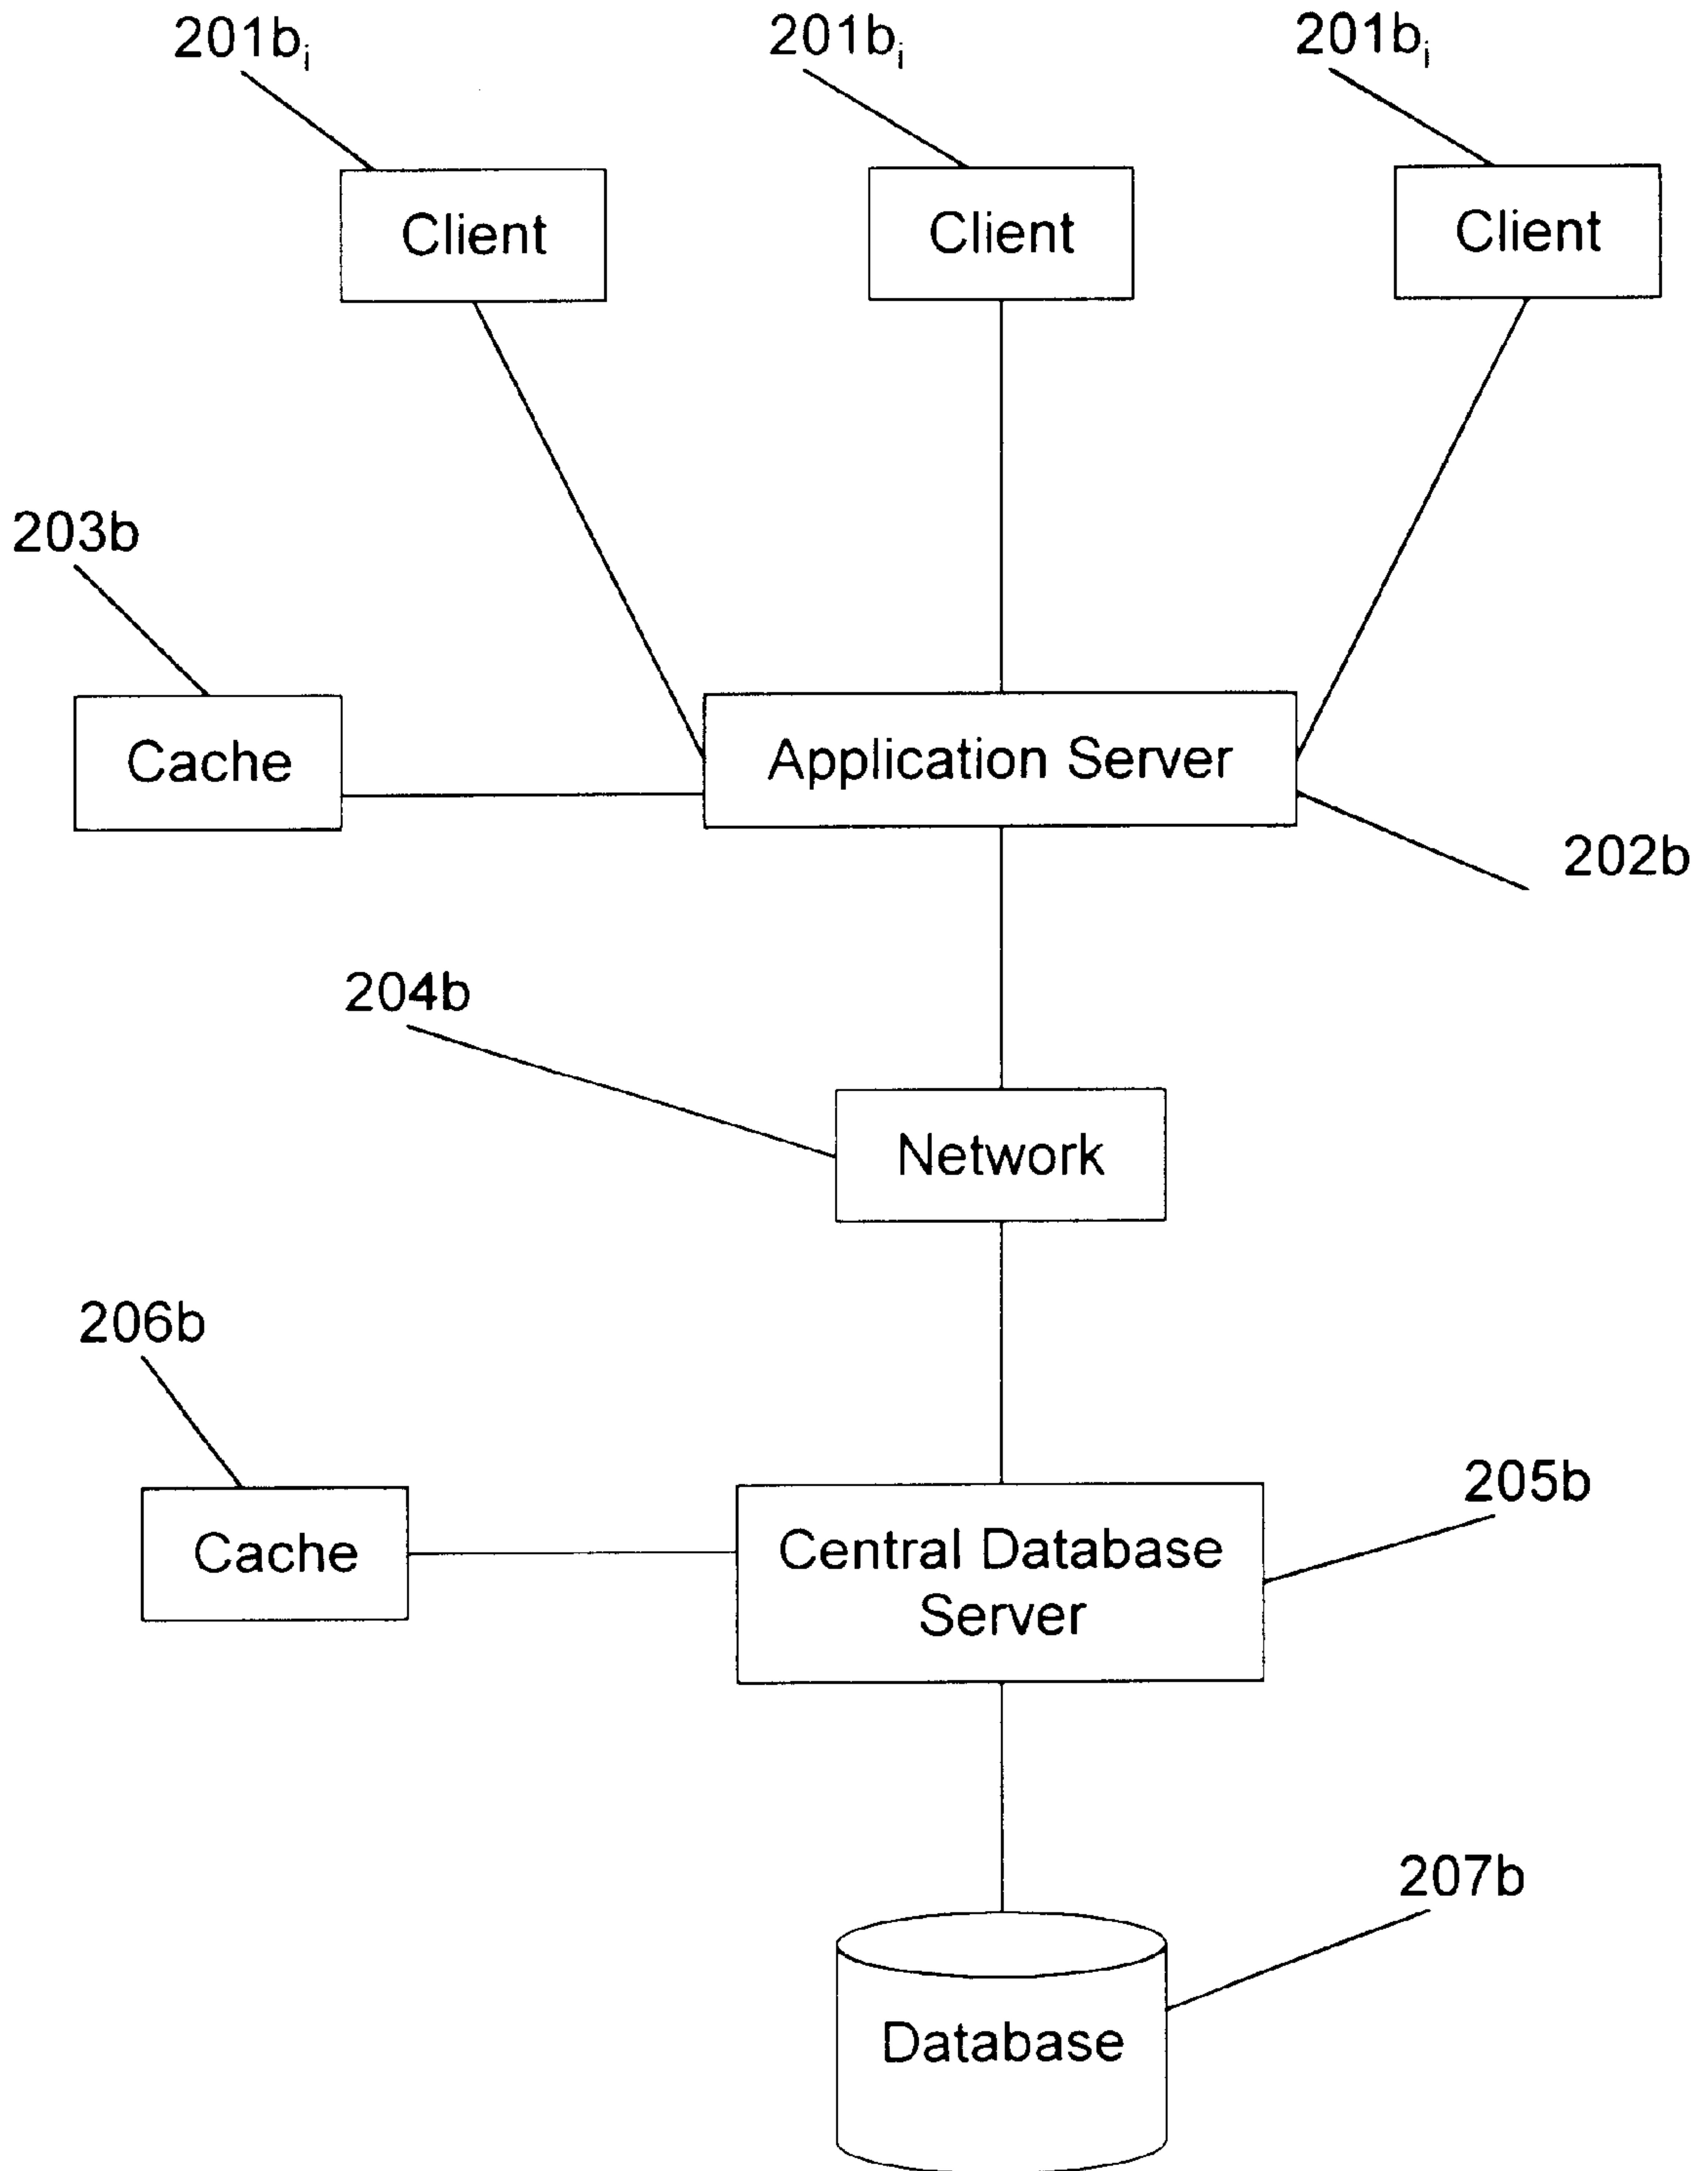 201bᵢ
201bᵢ
201bᵢ
Client
Client
Client
203b
Cache
Application Server
202b
204b
Network
206b
205b
Cache
Central Database
Server
207b
Database